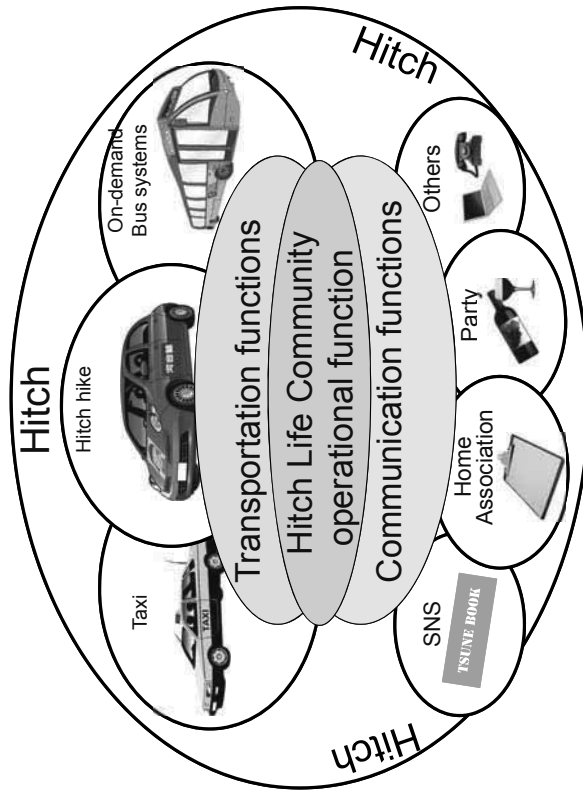 Hitch
Hitch
Hitch
Taxi
TAXI
Hitch hike
On-demand
Bus systems
Transportation functions
Hitch Life Community
operational function
Communication functions
SNS
TSUNE BOOK
Home
Association
Party
Others